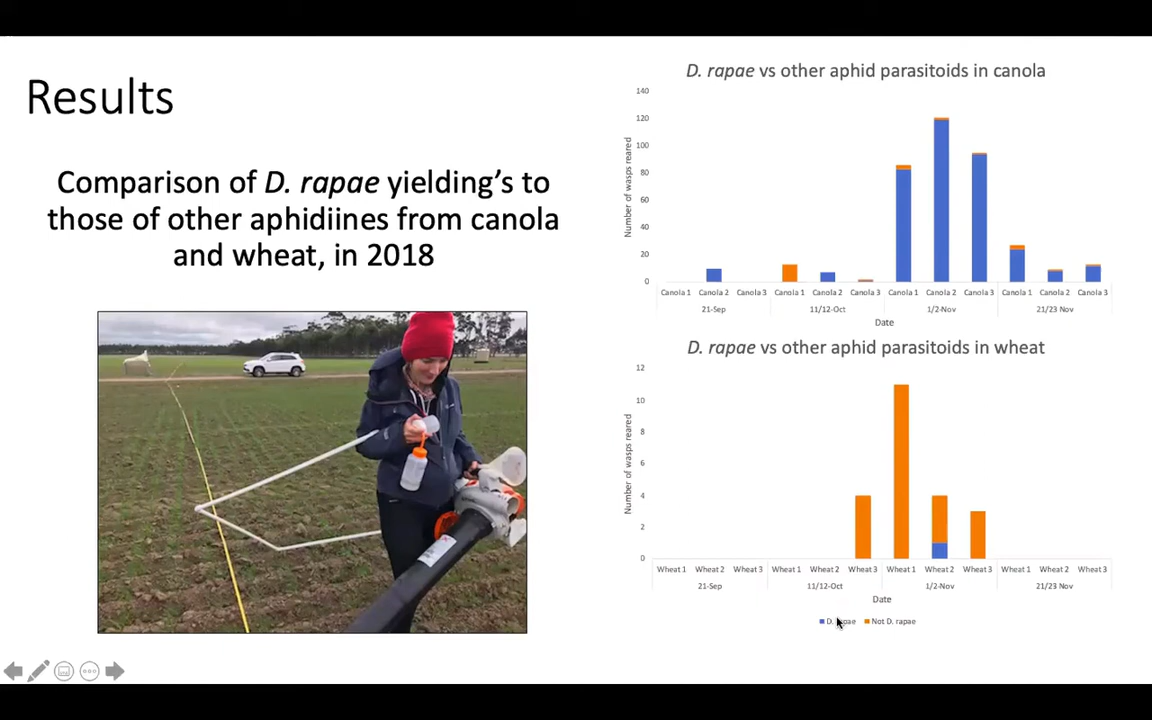 Results
Comparison of D. rapae yielding's to
those of other aphidiines from canola
and wheat, in 2018
D. rapae vs other aphid parasitoids in canola
140
120
100
80
60
40
20
0
Number of wasps reared
Canola 1 Canola 2 Canola 3 Canola 1 Canola 2 Canola 3 Canola 1 Canola 2 Canola 3 Canola 1 Canola 2 Canola 3
21-Sep 11/12-Oct 1/2-Nov 21/23 Nov
Date
D. rapae vs other aphid parasitoids in wheat
12
10
8
6
4
2
0
Number of wasps reared
Wheat 1 Wheat 2 Wheat 3 Wheat 1 Wheat 2 Wheat 3 Wheat 1 Wheat 2 Wheat 3 Wheat 1 Wheat 2 Wheat 3
21-Sep 11/12-Oct 1/2-Nov 21/23 Nov
Date
D. rapae Not D. rapae